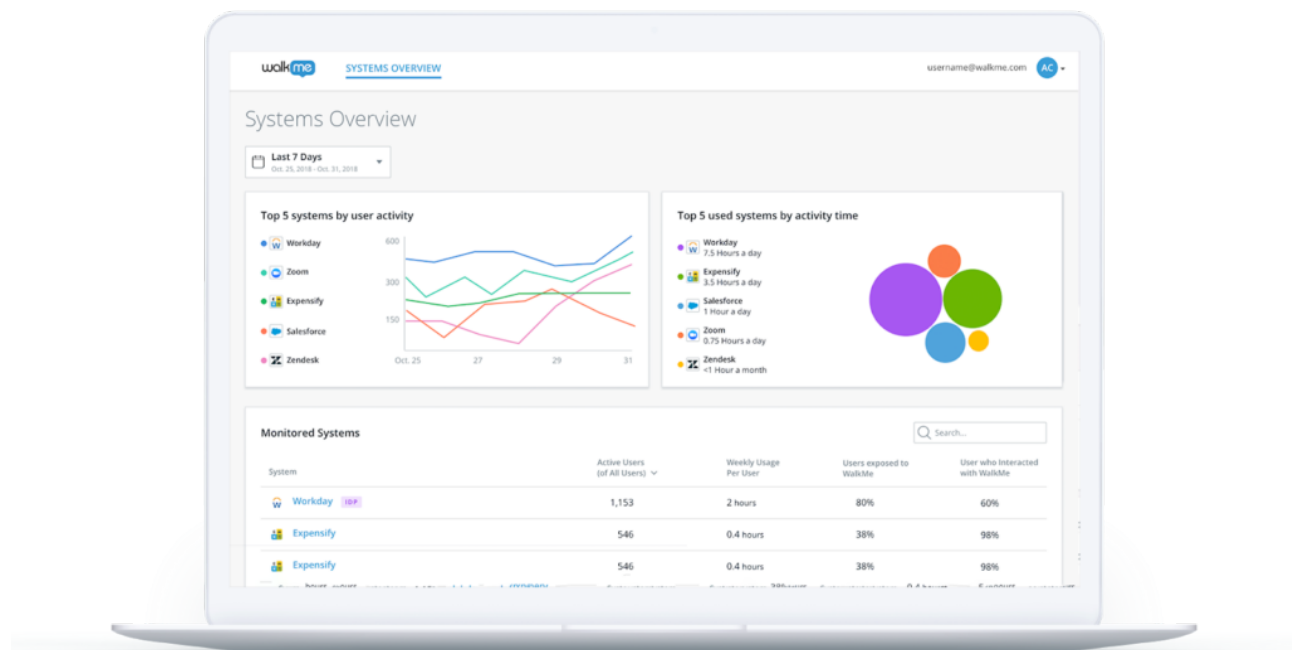 walkme
SYSTEMS OVERVIEW
username@walkme.com
AC
Systems Overview
Last 7 Days
Oct. 25, 2018 - Oct. 31, 2018
Top 5 systems by user activity
Workday
Zoom
Expensify
Salesforce
Zendesk
600
300
150
Oct. 25
27
29
31
Top 5 used systems by activity time
Workday
7.5 Hours a day
Expensify
3.5 Hours a day
Salesforce
1 Hour a day
Zoom
0.75 Hours a day
Zendesk
<1 Hour a month
Monitored Systems
Search...
System
Active Users
(of All Users)
Weekly Usage
Per User
Users exposed to
WalkMe
User who Interacted
with WalkMe
Workday IDP
1,153
2 hours
80%
60%
Expensify
546
0.4 hours
38%
98%
Expensify
546
0.4 hours
38%
98%